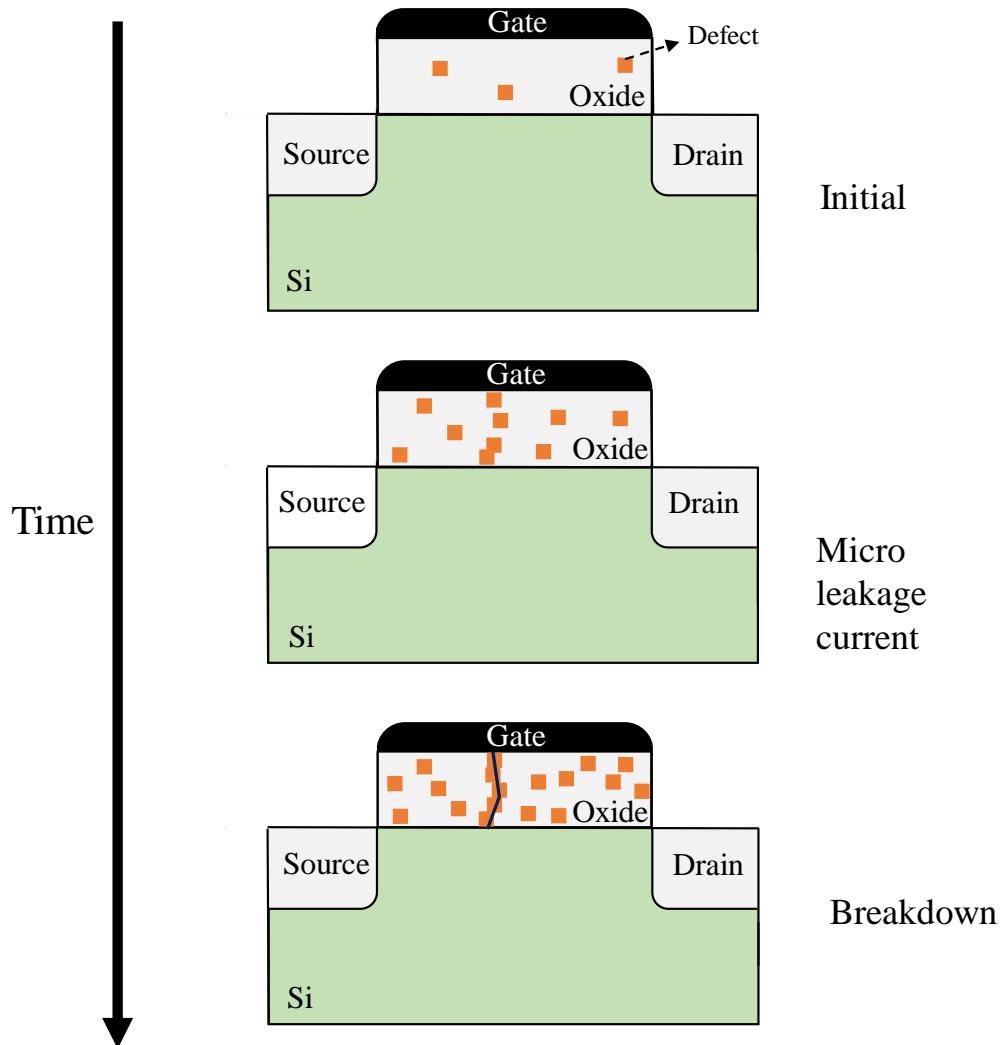 Gate
Defect
Oxide
Source
Drain
Initial
Si
Gate
Oxide
Source
Drain
Time
Micro
leakage
current
Si
Gate
Oxide
Source
Drain
Breakdown
Si